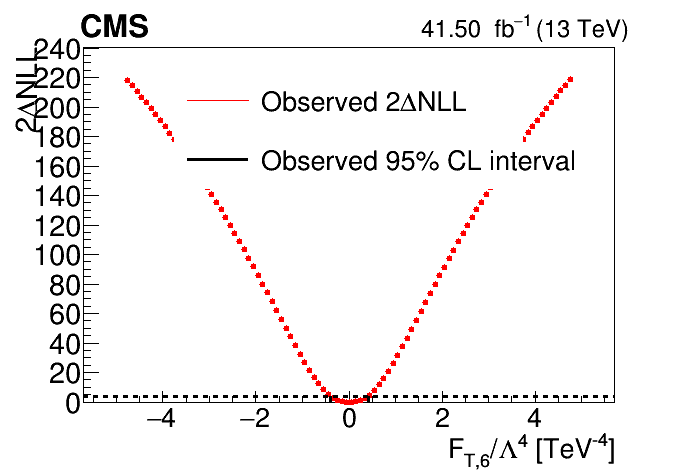 CMS
41.50 fb⁻¹ (13 TeV)
2ΔNLL
240
220
200
180
160
140
120
100
80
60
40
20
0
Observed 2ΔNLL
Observed 95% CL interval
−4 −2 0 2 4
F_T,6/Λ⁴ [TeV⁻⁴]